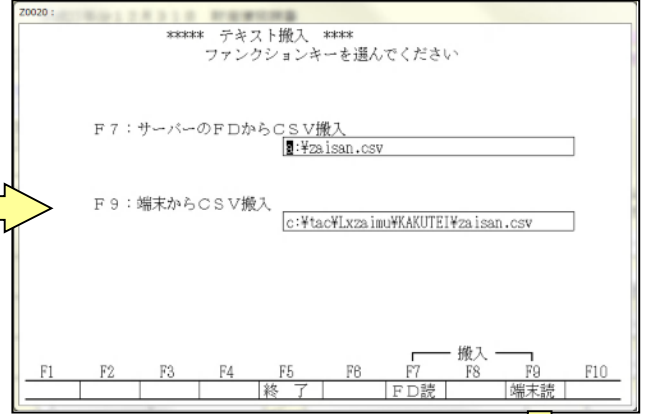 Z0020 :
***** テキスト搬入 ****
ファンクションキーを選んでください
F７：サーバーのＦＤからＣＳＶ搬入
a:¥zaisan.csv
F９：端末からＣＳＶ搬入
c:¥tac¥Lxzaimu¥KAKUTEI¥zaisan.csv
搬入
F1 F2 F3 F4 F5 F6 F7 F8 F9 F10
終 了 ＦＤ読 端末読